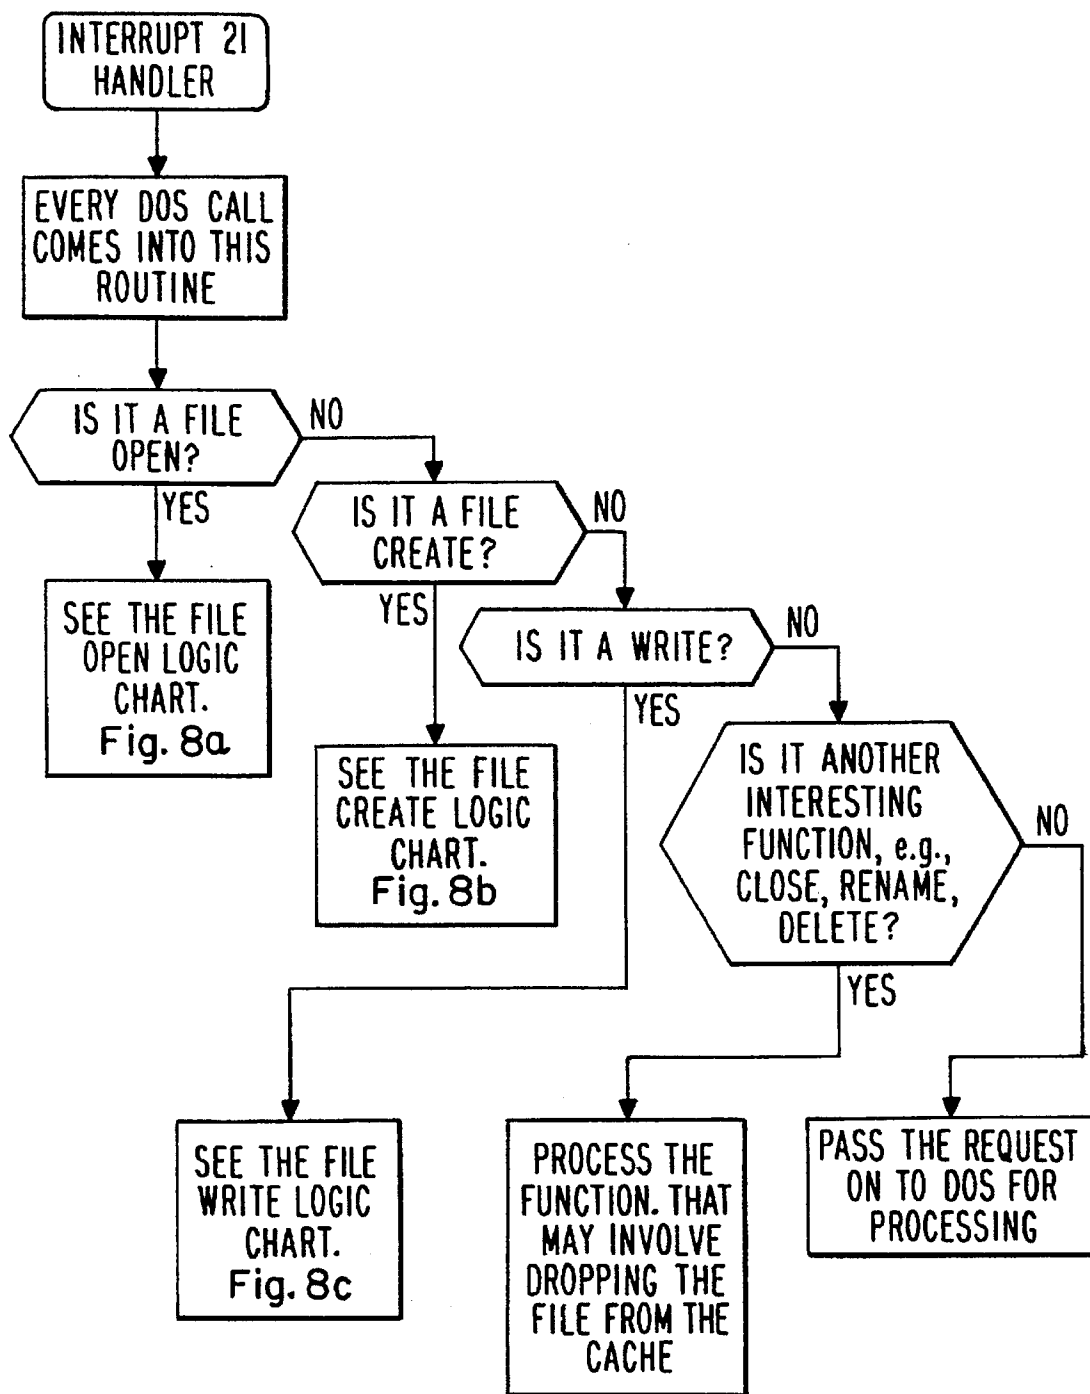 INTERRUPT 21
HANDLER
EVERY DOS CALL
COMES INTO THIS
ROUTINE
IS IT A FILE
OPEN?
NO
YES
IS IT A FILE
CREATE?
NO
YES
SEE THE FILE
OPEN LOGIC
CHART.
Fig. 8a
IS IT A WRITE?
NO
YES
SEE THE FILE
CREATE LOGIC
CHART.
Fig. 8b
IS IT ANOTHER
INTERESTING
FUNCTION, e.g.,
CLOSE, RENAME,
DELETE?
NO
YES
SEE THE FILE
WRITE LOGIC
CHART.
Fig. 8c
PROCESS THE
FUNCTION. THAT
MAY INVOLVE
DROPPING THE
FILE FROM THE
CACHE
PASS THE REQUEST
ON TO DOS FOR
PROCESSING